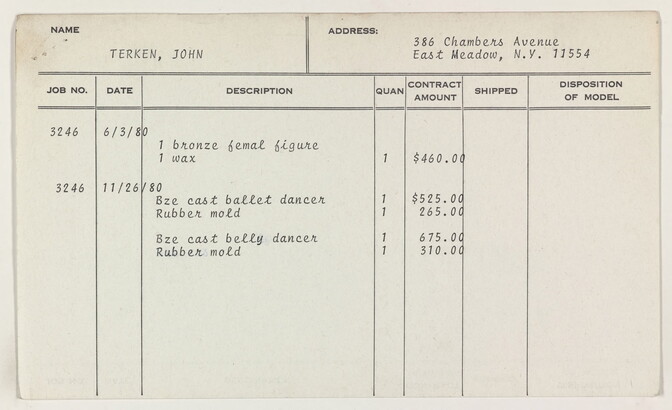 NAME
TERKEN, JOHN
ADDRESS:
386 Chambers Avenue
East Meadow, N.Y. 11554
JOB NO. DATE DESCRIPTION QUAN CONTRACT AMOUNT SHIPPED DISPOSITION OF MODEL
3246 6/3/80
1 bronze femal figure
1 wax 1 $460.00
3246 11/26/80
Bze cast ballet dancer 1 $525.00
Rubber mold 1 265.00
Bze cast belly dancer 1 675.00
Rubber mold 1 310.00